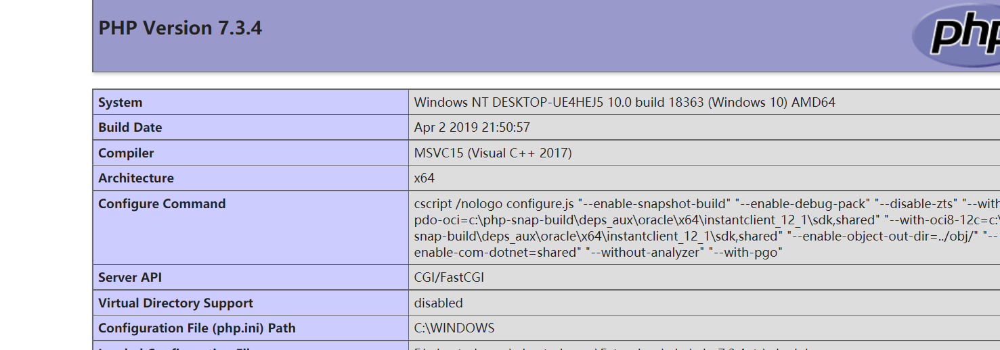 PHP Version 7.3.4
php
System Windows NT DESKTOP-UE4HEJ5 10.0 build 18363 (Windows 10) AMD64
Build Date Apr 2 2019 21:50:57
Compiler MSVC15 (Visual C++ 2017)
Architecture x64
Configure Command cscript /nologo configure.js "--enable-snapshot-build" "--enable-debug-pack" "--disable-zts" "--with
pdo-oci=c:\php-snap-build\deps_aux\oracle\x64\instantclient_12_1\sdk,shared" "--with-oci8-12c=c:\
snap-build\deps_aux\oracle\x64\instantclient_12_1\sdk,shared" "--enable-object-out-dir=../obj/" "--
enable-com-dotnet=shared" "--without-analyzer" "--with-pgo"
Server API CGI/FastCGI
Virtual Directory Support disabled
Configuration File (php.ini) Path C:\WINDOWS